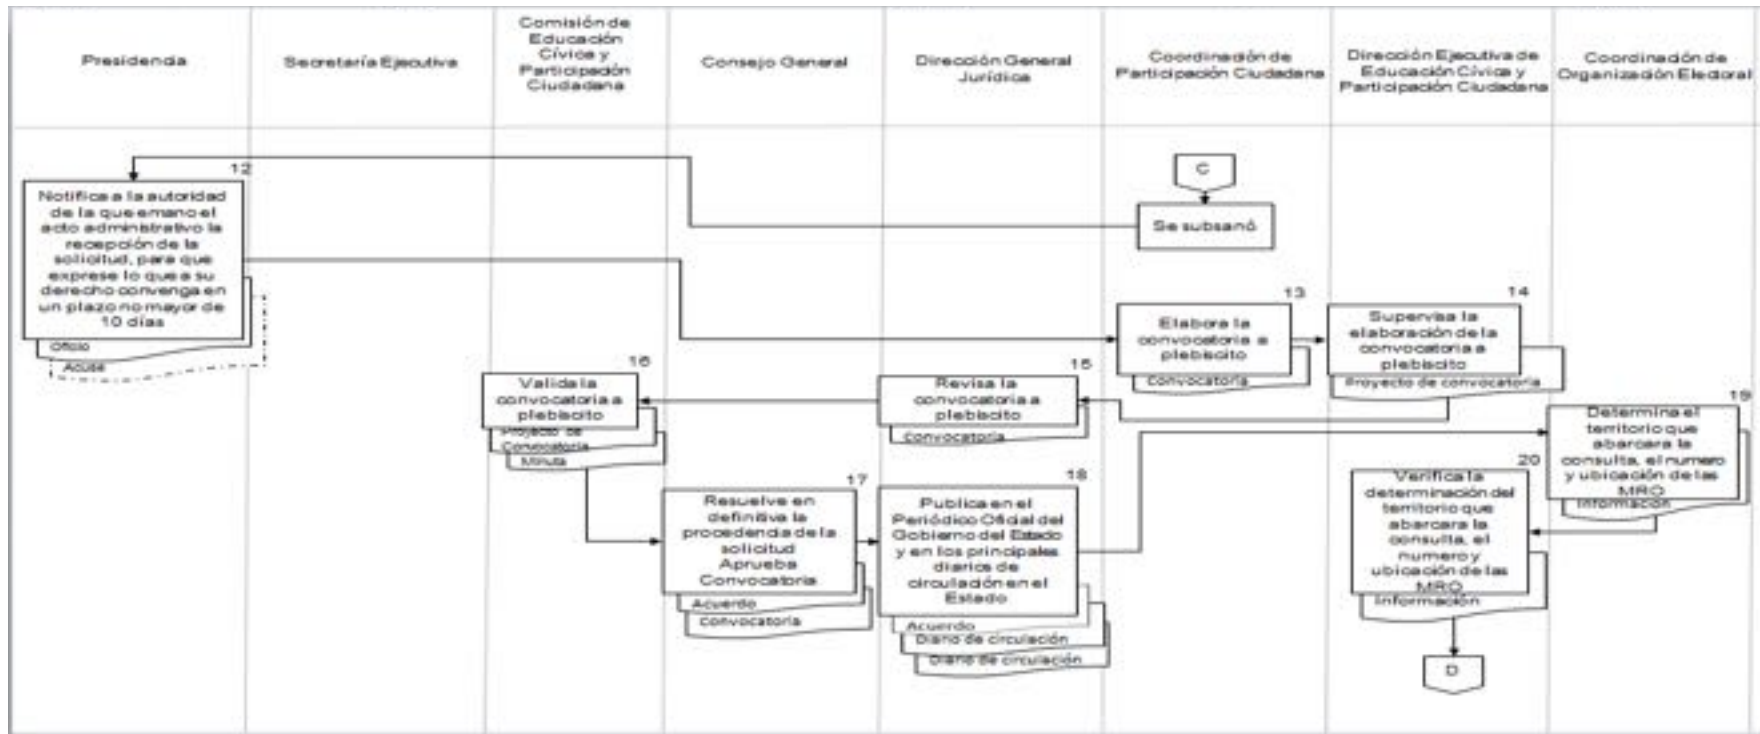 Presidencia
Secretaría Ejecutiva
Comisión de
Educación
Cívica y
Participación
Ciudadana
Consejo General
Dirección General
Jurídica
Coordinación de
Participación Ciudadana
Dirección Ejecutiva de
Educación Cívica y
Participación Ciudadana
Coordinación de
Organización Electoral
C
Se subsanó
12
Notifica a la autoridad
de la que emano el
acto administrativo la
recepción de la
solicitud, para que
exprese lo que a su
derecho convenga en
un plazo no mayor de
10 días
Oficio
Acuse
13
Elabora la
convocatoria a
plebiscito
Convocatoria
14
Supervisa la
elaboración de la
convocatoria a
plebiscito
Proyecto de convocatoria
15
Revisa la
convocatoria a
plebiscito
Convocatoria
16
Valida la
convocatoria a
plebiscito
Proyecto de
Convocatoria
Minuta
17
Resuelve en
definitiva la
procedencia de la
solicitud
Aprueba
Convocatoria
Acuerdo
Convocatoria
18
Publica en el
Periódico Oficial del
Gobierno del Estado
y en los principales
diarios de
circulación en el
Estado
Acuerdo
Diario de circulación
Diario de circulación
19
Determina el
territorio que
abarcara la
consulta, el numero
y ubicación de las
MRO
Información
20
Verifica la
determinación del
territorio que
abarcara la
consulta, el
numero y
ubicación de las
MRO
Información
D